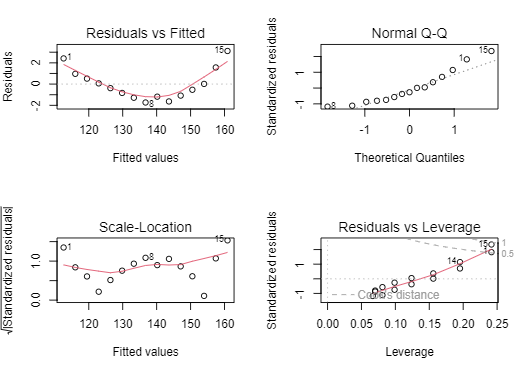 Residuals vs Fitted
Residuals
-2 0 2
1
8
15
120 130 140 150 160
Fitted values
Normal Q-Q
Standardized residuals
-1 1
8
1
15
-1 0 1
Theoretical Quantiles
Scale-Location
√|Standardized residuals|
0.0 1.0
1
8
15
120 130 140 150 160
Fitted values
Residuals vs Leverage
Standardized residuals
-1 1
15
1
14
1
0.5
Cook's distance
0.00 0.05 0.10 0.15 0.20 0.25
Leverage